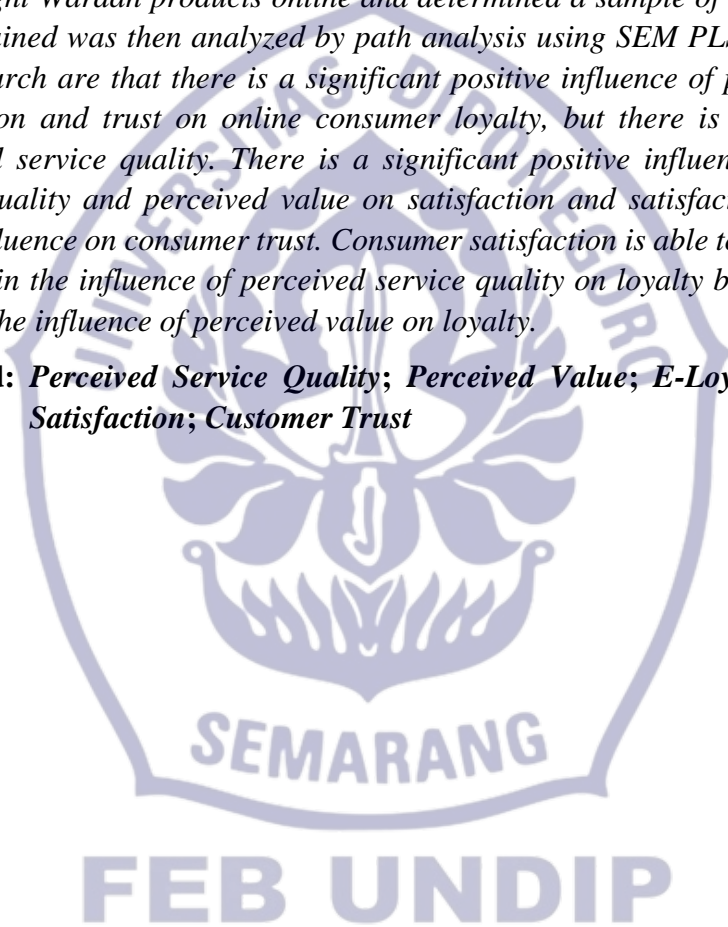 ght Wardah products online and determined a sample of
ined was then analyzed by path analysis using SEM PL
rch are that there is a significant positive influence of
on and trust on online consumer loyalty, but there is
l service quality. There is a significant positive influen
uality and perceived value on satisfaction and satisfac
luence on consumer trust. Consumer satisfaction is able t
in the influence of perceived service quality on loyalty b
he influence of perceived value on loyalty.
l: Perceived Service Quality; Perceived Value; E-Loy
Satisfaction; Customer Trust
UNIVERSITAS DIPONEGORO
SEMARANG
FEB UNDIP